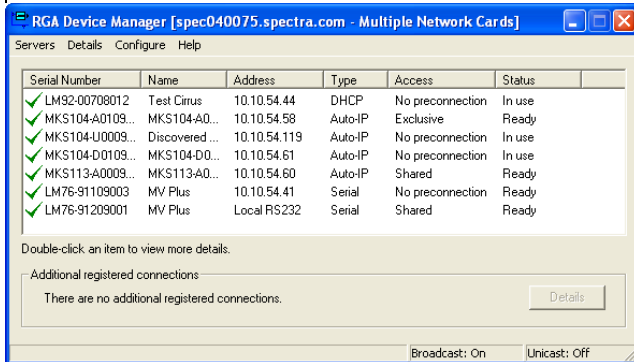 RGA Device Manager [spec040075.spectra.com - Multiple Network Cards]
Servers Details Configure Help
Serial Number Name Address Type Access Status
LM92-00708012 Test Cirrus 10.10.54.44 DHCP No preconnection In use
MKS104-A0109... MKS104-A0... 10.10.54.58 Auto-IP Exclusive Ready
MKS104-U0009... Discovered ... 10.10.54.119 Auto-IP No preconnection In use
MKS104-D0109... MKS104-D0... 10.10.54.61 Auto-IP No preconnection In use
MKS113-A0009... MKS113-A0... 10.10.54.60 Auto-IP Shared Ready
LM76-91109003 MV Plus 10.10.54.41 Serial No preconnection Ready
LM76-91209001 MV Plus Local RS232 Serial Shared Ready
Double-click an item to view more details.
Additional registered connections
There are no additional registered connections.
Details
Broadcast: On Unicast: Off